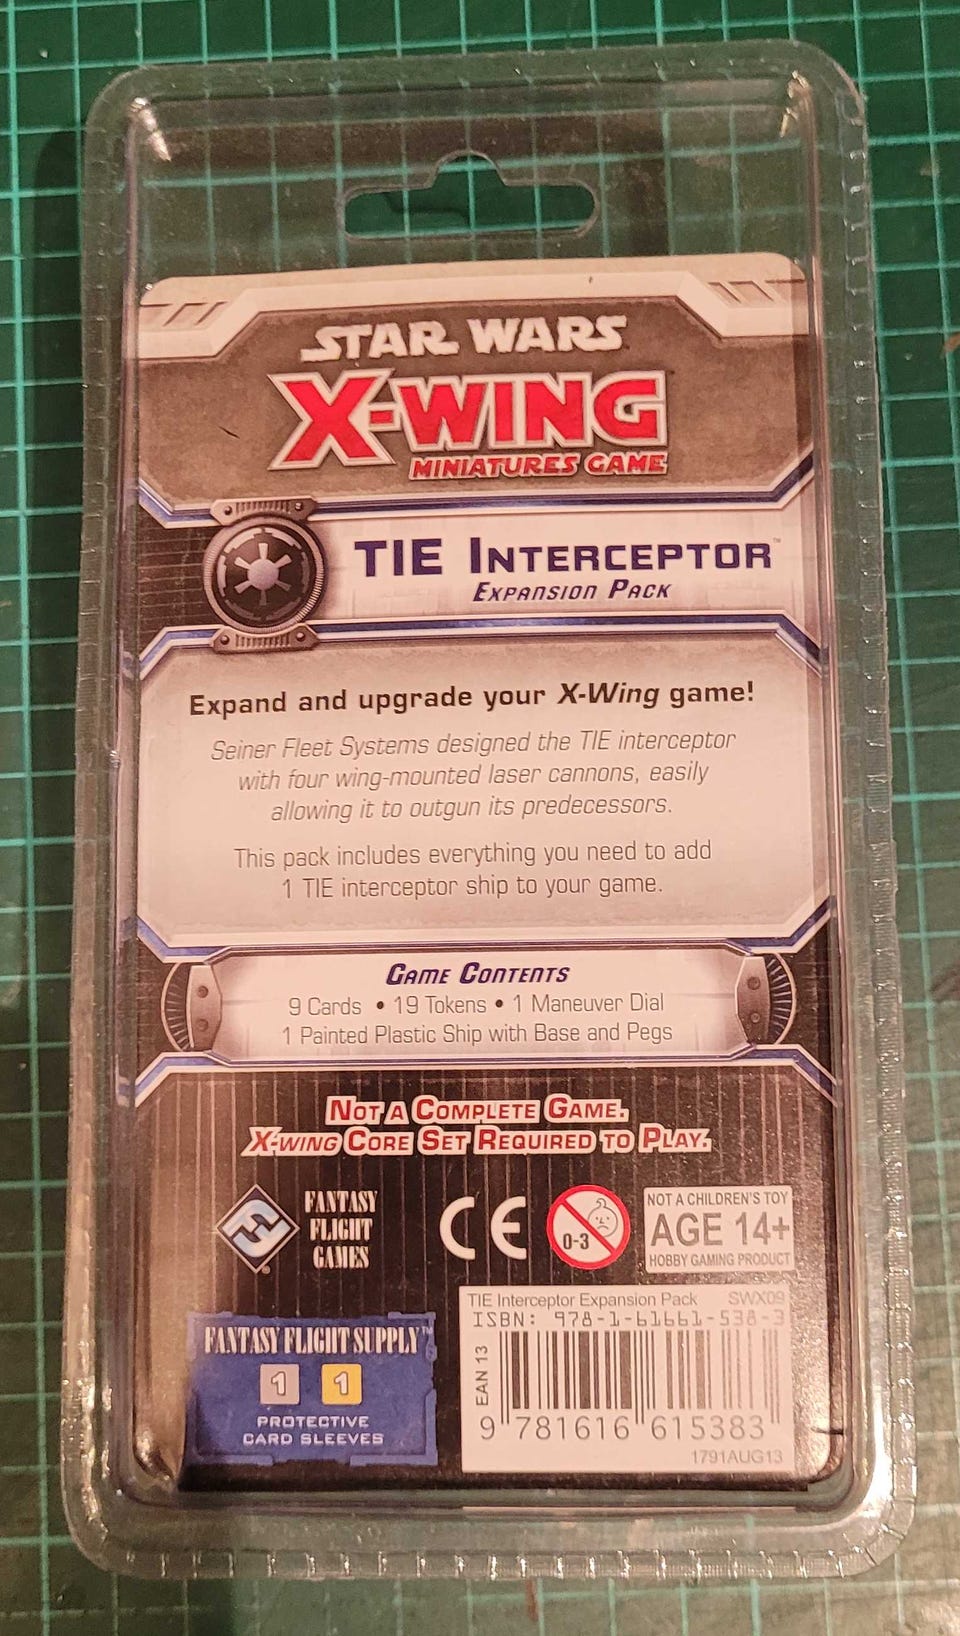 STAR WARS
X-WING
MINIATURES GAME
TIE INTERCEPTOR™
EXPANSION PACK
Expand and upgrade your X-Wing game!
Seiner Fleet Systems designed the TIE interceptor
with four wing-mounted laser cannons, easily
allowing it to outgun its predecessors.
This pack includes everything you need to add
1 TIE interceptor ship to your game.
GAME CONTENTS
9 Cards • 19 Tokens • 1 Maneuver Dial
1 Painted Plastic Ship with Base and Pegs
NOT A COMPLETE GAME.
X-WING CORE SET REQUIRED TO PLAY.
FANTASY
FLIGHT
GAMES
CE
0-3
NOT A CHILDREN'S TOY
AGE 14+
HOBBY GAMING PRODUCT
FANTASY FLIGHT SUPPLY™
1 1
PROTECTIVE
CARD SLEEVES
TIE Interceptor Expansion Pack SWX09
ISBN: 978-1-61661-538-3
EAN 13
9 781616 615383
1791AUG13